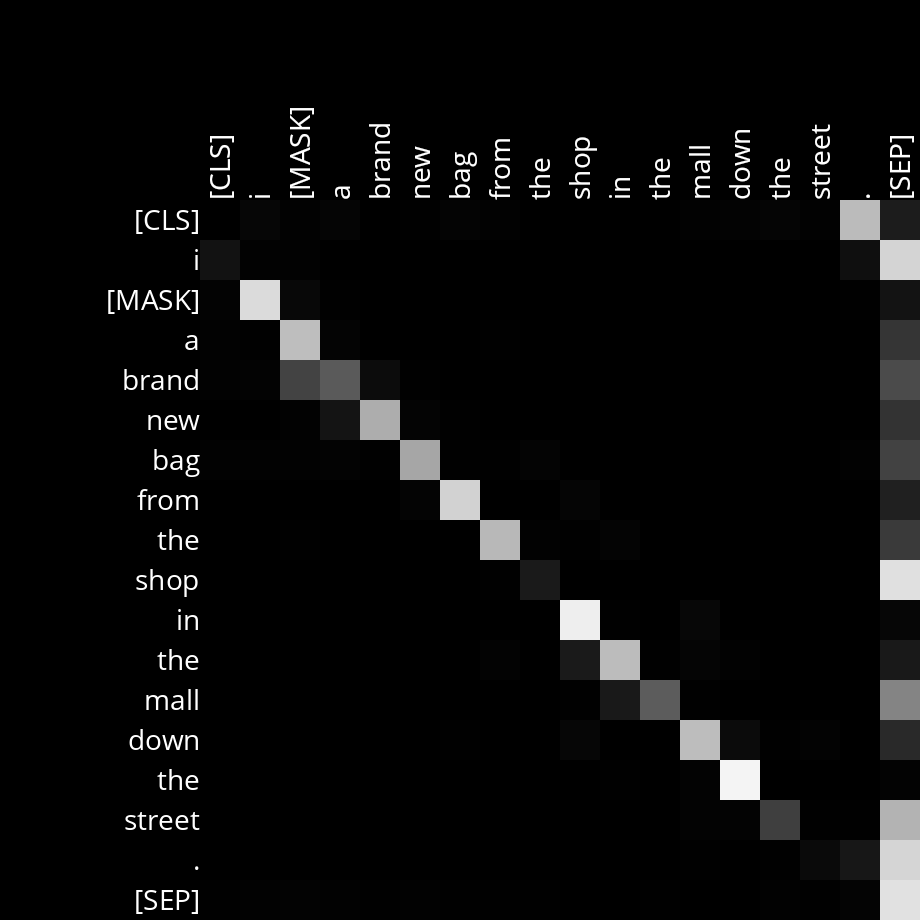 [CLS] i [MASK] a brand new bag from the shop in the mall down the street . [SEP]
[CLS]
i
[MASK]
a
brand
new
bag
from
the
shop
in
the
mall
down
the
street
.
[SEP]